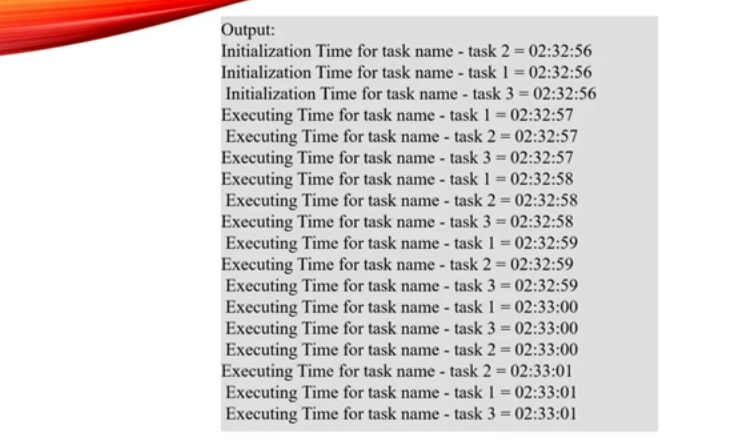 Output:
Initialization Time for task name - task 2 = 02:32:56
Initialization Time for task name - task 1 = 02:32:56
Initialization Time for task name - task 3 = 02:32:56
Executing Time for task name - task 1 = 02:32:57
Executing Time for task name - task 2 = 02:32:57
Executing Time for task name - task 3 = 02:32:57
Executing Time for task name - task 1 = 02:32:58
Executing Time for task name - task 2 = 02:32:58
Executing Time for task name - task 3 = 02:32:58
Executing Time for task name - task 1 = 02:32:59
Executing Time for task name - task 2 = 02:32:59
Executing Time for task name - task 3 = 02:32:59
Executing Time for task name - task 1 = 02:33:00
Executing Time for task name - task 3 = 02:33:00
Executing Time for task name - task 2 = 02:33:00
Executing Time for task name - task 2 = 02:33:01
Executing Time for task name - task 1 = 02:33:01
Executing Time for task name - task 3 = 02:33:01